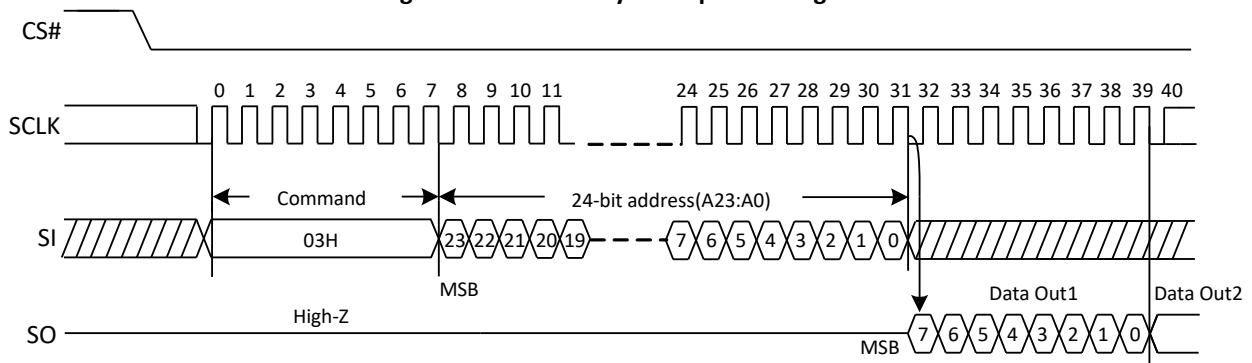 CS#
0 1 2 3 4 5 6 7 8 9 10 11 24 25 26 27 28 29 30 31 32 33 34 35 36 37 38 39 40
SCLK
Command 24-bit address(A23:A0)
SI 03H 23 22 21 20 19 7 6 5 4 3 2 1 0
MSB Data Out1 Data Out2
High-Z
SO 7 6 5 4 3 2 1 0
MSB